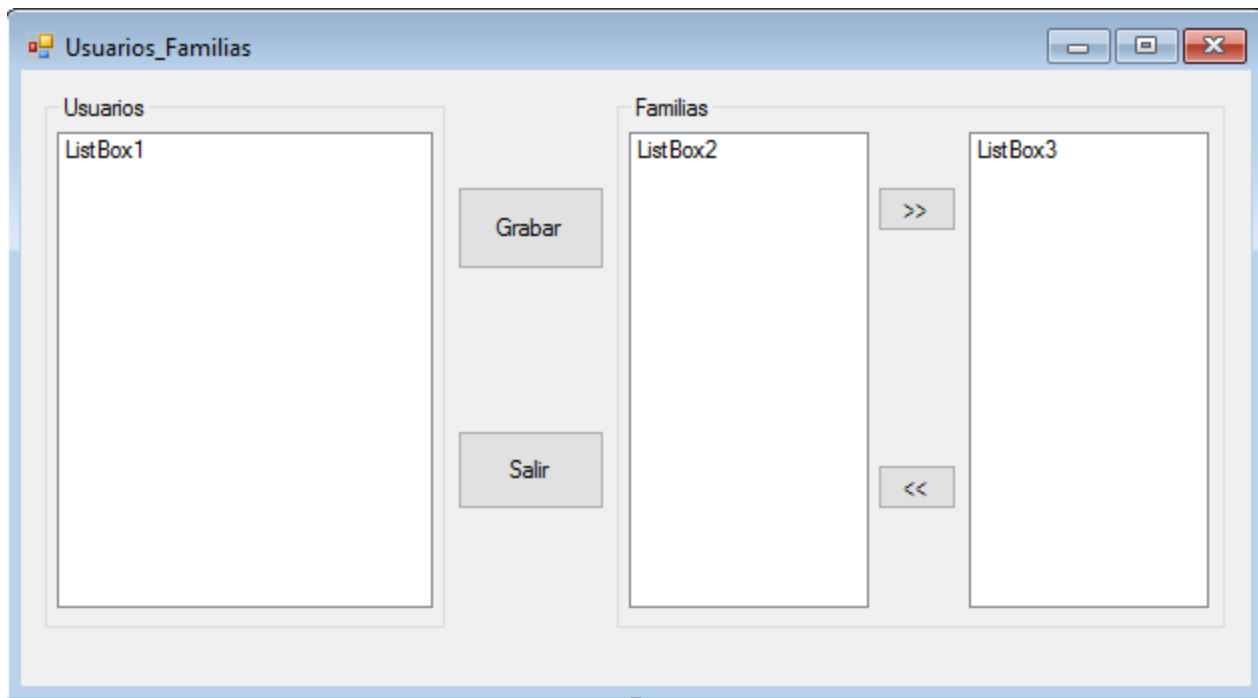 Usuarios_Familias
Usuarios
ListBox1
Grabar
Salir
Familias
ListBox2
>>
<<
ListBox3